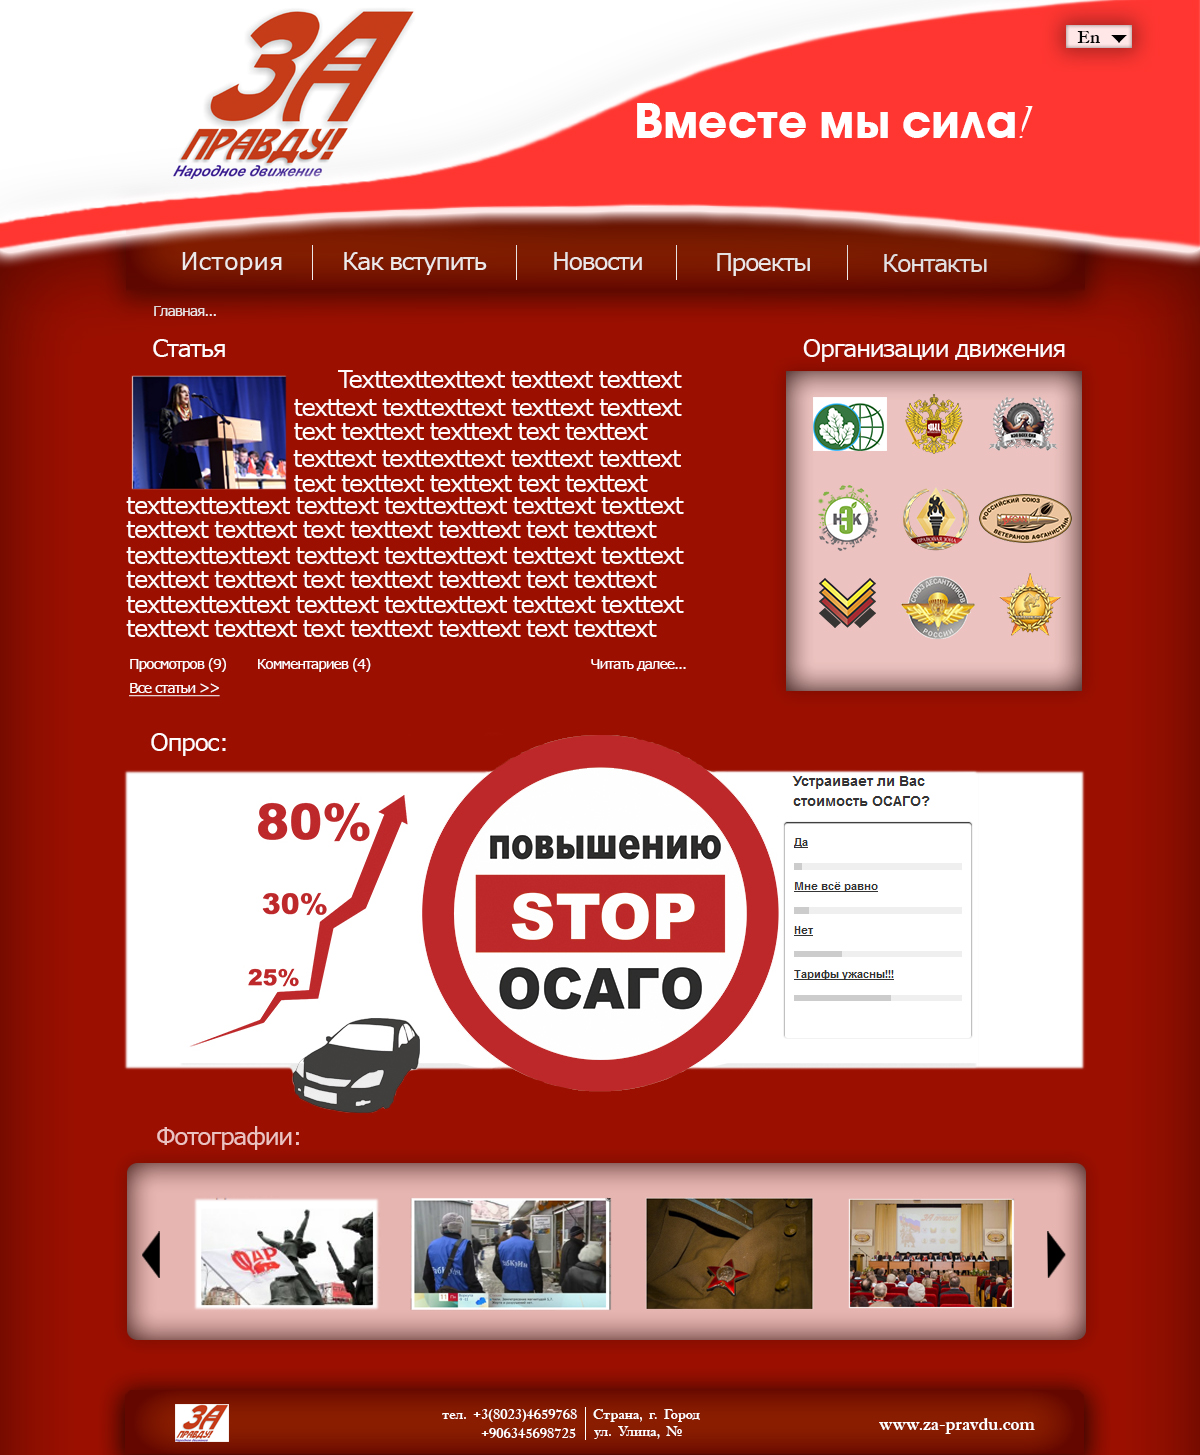 ЗА
ПРАВДУ!
Народное движение
En
Вместе мы сила!
История
Как вступить
Новости
Проекты
Контакты
Главная...
Статья
Texttexttexttext texttext texttext
texttext texttexttext texttext texttext
text texttext texttext text texttext
texttext texttexttext texttext texttext
text texttext texttext text texttext
texttexttexttext texttext texttexttext texttext texttext
texttext texttext text texttext texttext text texttext
texttexttexttext texttext texttexttext texttext texttext
texttext texttext text texttext texttext text texttext
texttexttexttext texttext texttexttext texttext texttext
texttext texttext text texttext texttext text texttext
Просмотров (9)
Комментариев (4)
Читать далее...
Все статьи >>
Организации движения
НЭК
ПРАВОВАЯ ЗОНА
РОССИЙСКИЙ СОЮЗ
ВЕТЕРАНОВ АФГАНИСТАНА
СОЮЗ ДЕСАНТНИКОВ
РОССИИ
Опрос:
80%
30%
25%
ПОВЫШЕНИЮ
STOP
ОСАГО
Устраивает ли Вас
стоимость ОСАГО?
Да
Мне всё равно
Нет
Тарифы ужасны!!!
Фотографии:
ФАР
ЗА
ПРАВДУ!
тел. +3(8023)4659768
+906345698725
Страна, г. Город
ул. Улица, №
www.za-pravdu.com